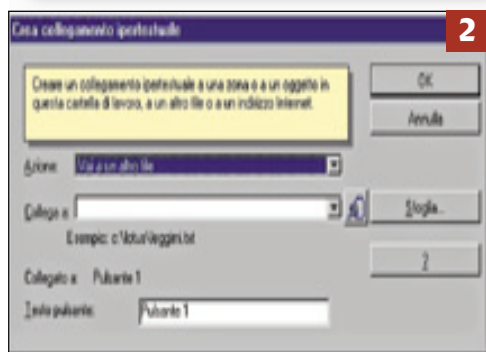 Crea collegamento ipertestuale
2
Creare un collegamento ipertestuale a una zona o a un oggetto in
questa cartella di lavoro, a un altro file o a un indirizzo Internet.
OK
Annulla
Azione: Vai a un altro file
Collega a:
Sfoglia...
Esempio: c:\lotus\leggimi.txt
?
Collegato a: Pulsante 1
Testo pulsante: Pulsante 1